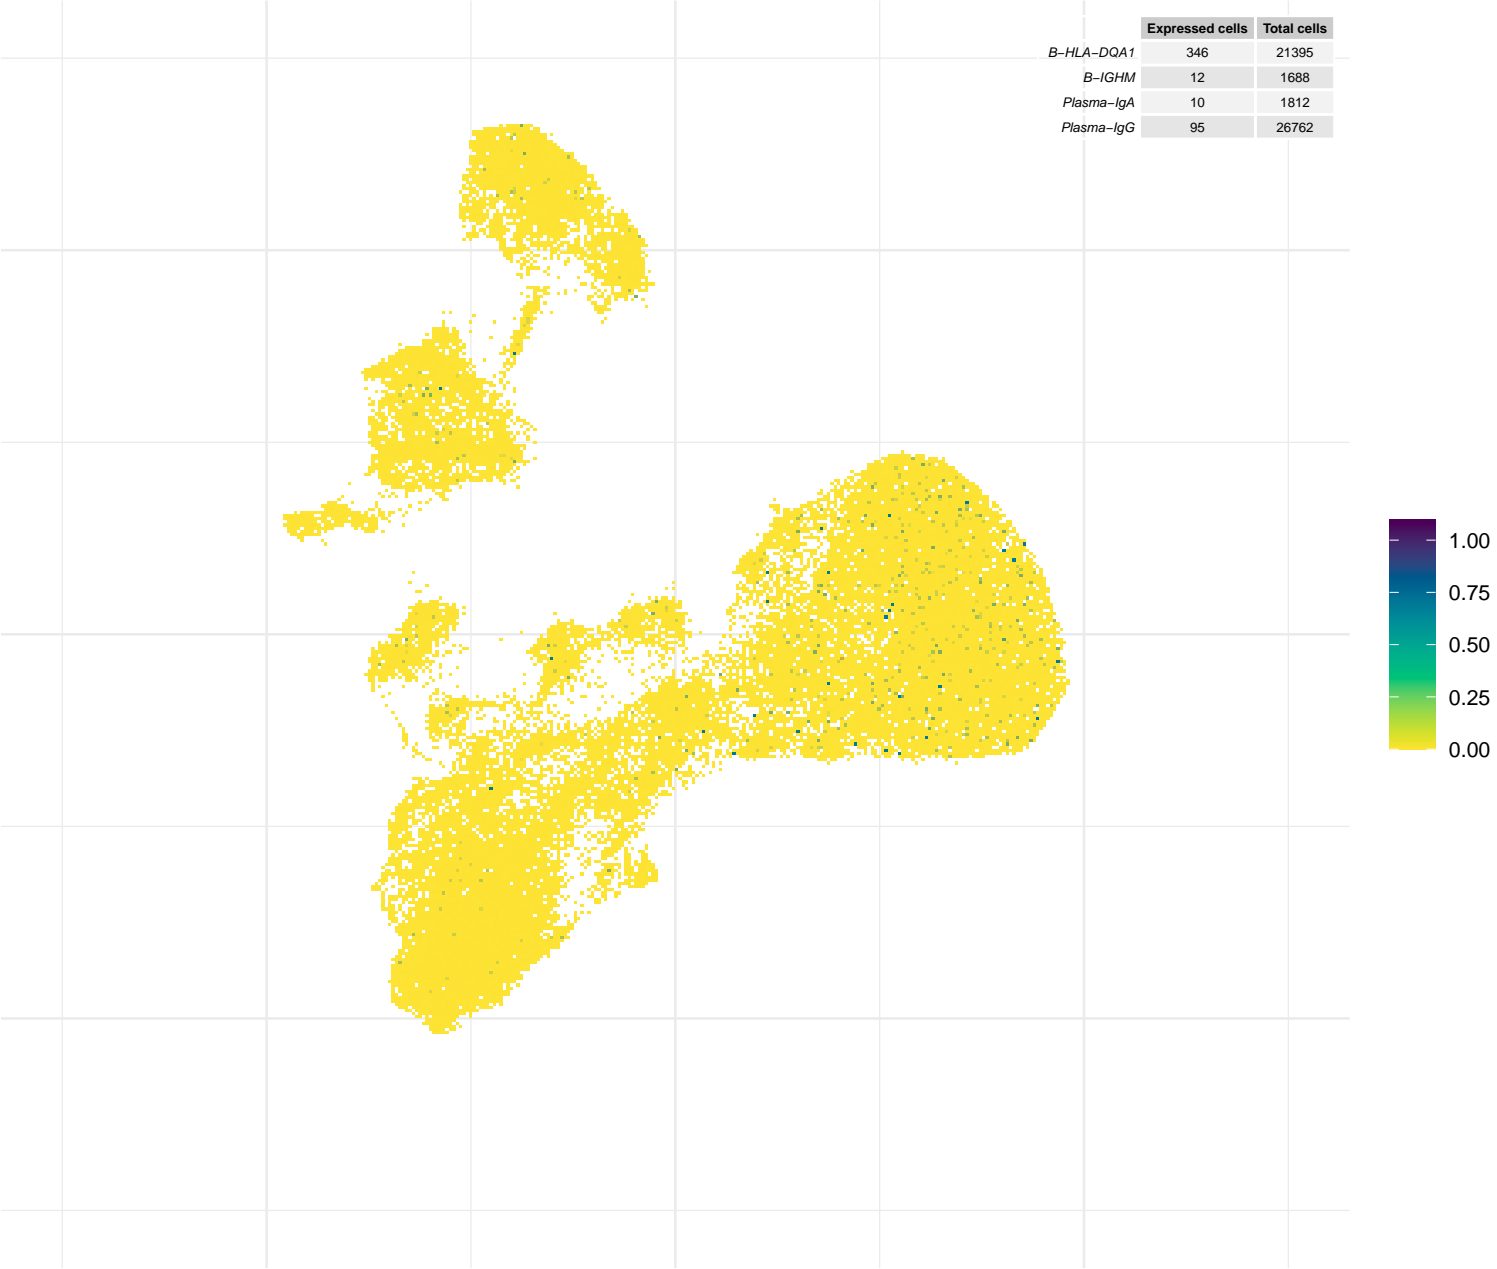 Expressed cells Total cells
B−HLA−DQA1 346 21395
B−IGHM 12 1688
Plasma−IgA 10 1812
Plasma−IgG 95 26762
1.00
0.75
0.50
0.25
0.00